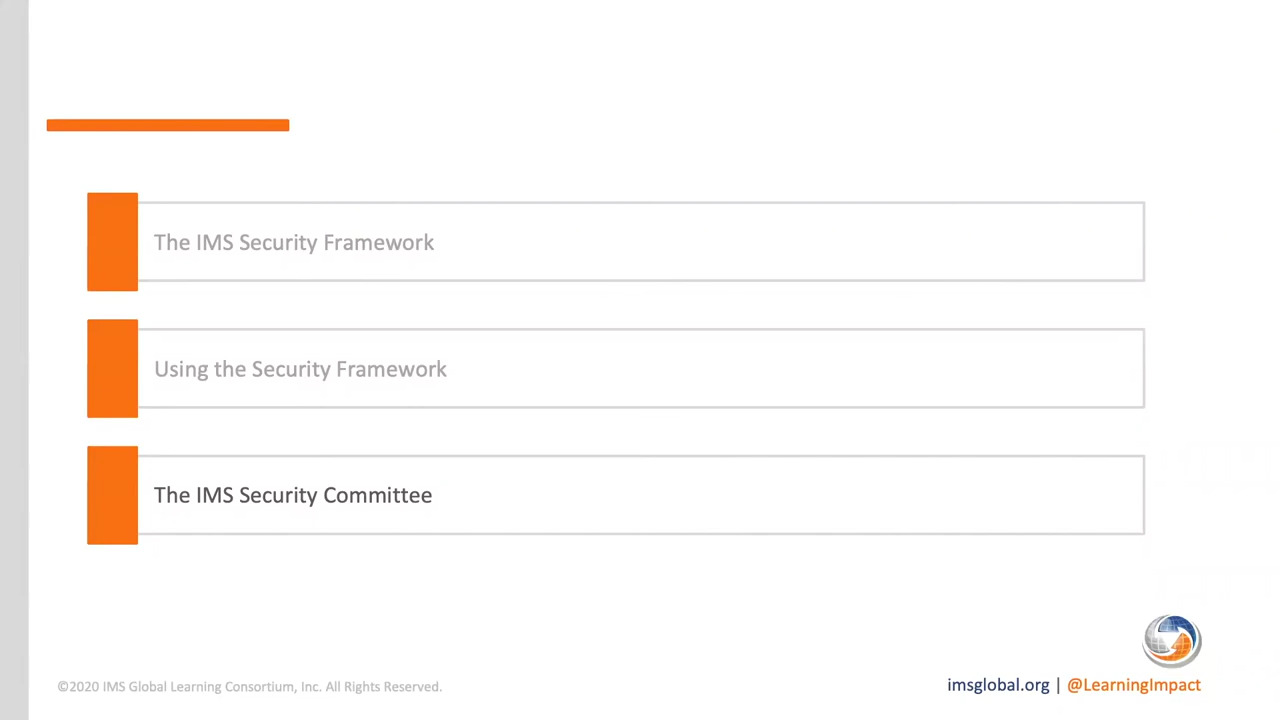 The IMS Security Framework
Using the Security Framework
The IMS Security Committee
©2020 IMS Global Learning Consortium, Inc. All Rights Reserved.
imsglobal.org | @LearningImpact